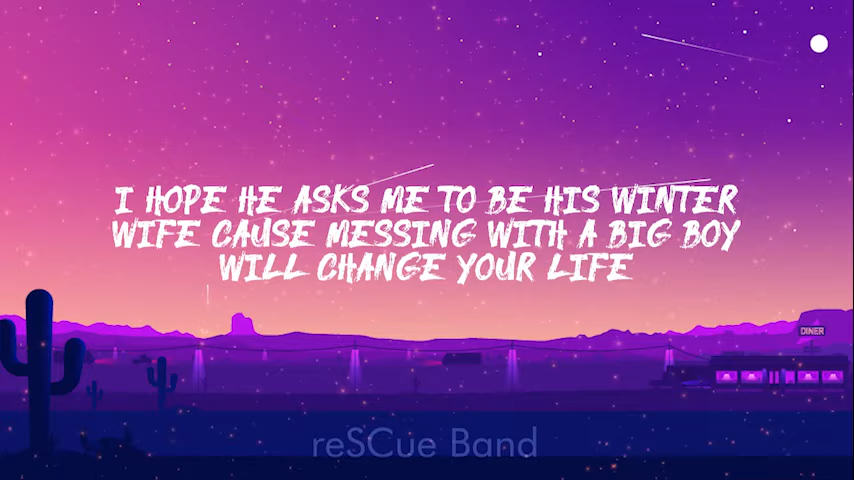 I HOPE HE ASKS ME TO BE HIS WINTER
WIFE CAUSE MESSING WITH A BIG BOY
WILL CHANGE YOUR LIFE
DINER
reSCue Band